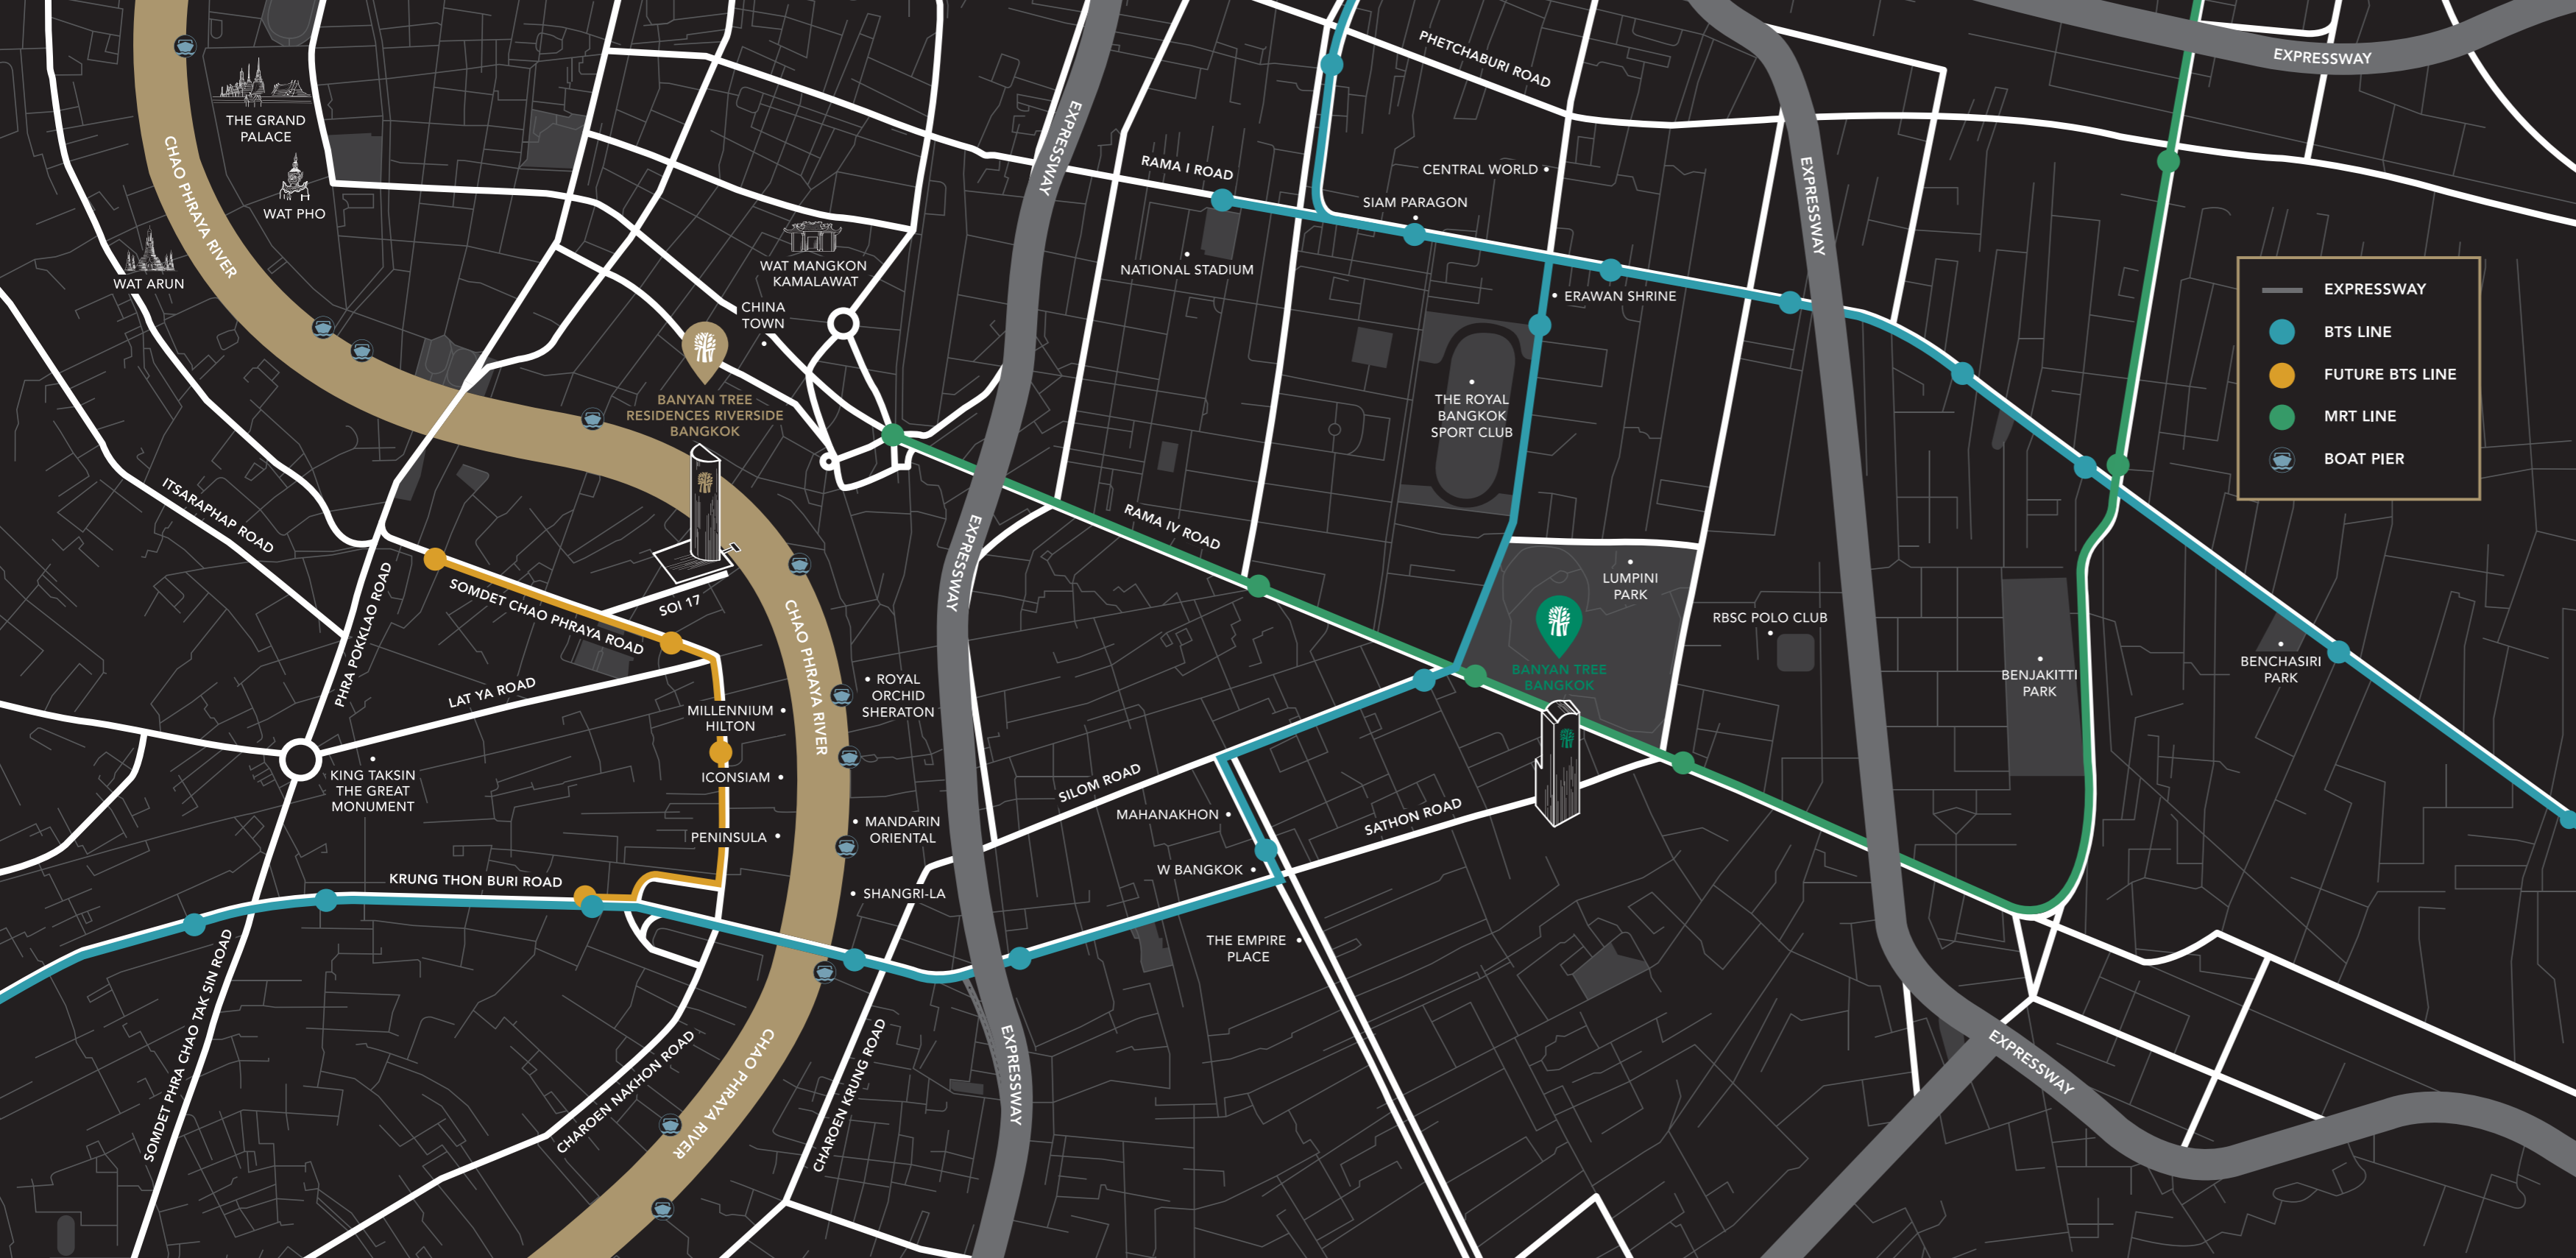 EXPRESSWAY
PHETCHABURI ROAD
THE GRAND
PALACE
EXPRESSWAY
CHAO PHRAYA RIVER
RAMA I ROAD
CENTRAL WORLD
EXPRESSWAY
WAT PHO
SIAM PARAGON
WAT ARUN
WAT MANGKON
KAMALAWAT
NATIONAL STADIUM
ERAWAN SHRINE
CHINA
TOWN
EXPRESSWAY
BTS LINE
FUTURE BTS LINE
MRT LINE
BOAT PIER
BANYAN TREE
RESIDENCES RIVERSIDE
BANGKOK
THE ROYAL
BANGKOK
SPORT CLUB
ITSARAPHAP ROAD
RAMA IV ROAD
EXPRESSWAY
LUMPINI
PARK
SOMDET CHAO PHRAYA ROAD
SOI 17
PHRA POKKLAO ROAD
CHAO PHRAYA RIVER
RBSC POLO CLUB
BANYAN TREE
BANGKOK
BENJAKITTI
PARK
BENCHASIRI
PARK
LAT YA ROAD
ROYAL
ORCHID
SHERATON
MILLENNIUM
HILTON
KING TAKSIN
THE GREAT
MONUMENT
ICONSIAM
SILOM ROAD
MAHANAKHON
SATHON ROAD
PENINSULA
MANDARIN
ORIENTAL
W BANGKOK
KRUNG THON BURI ROAD
SHANGRI-LA
THE EMPIRE
PLACE
SOMDET PHRA CHAO TAK SIN ROAD
CHAROEN NAKHON ROAD
CHAO PHRAYA RIVER
CHAROEN KRUNG ROAD
EXPRESSWAY
EXPRESSWAY